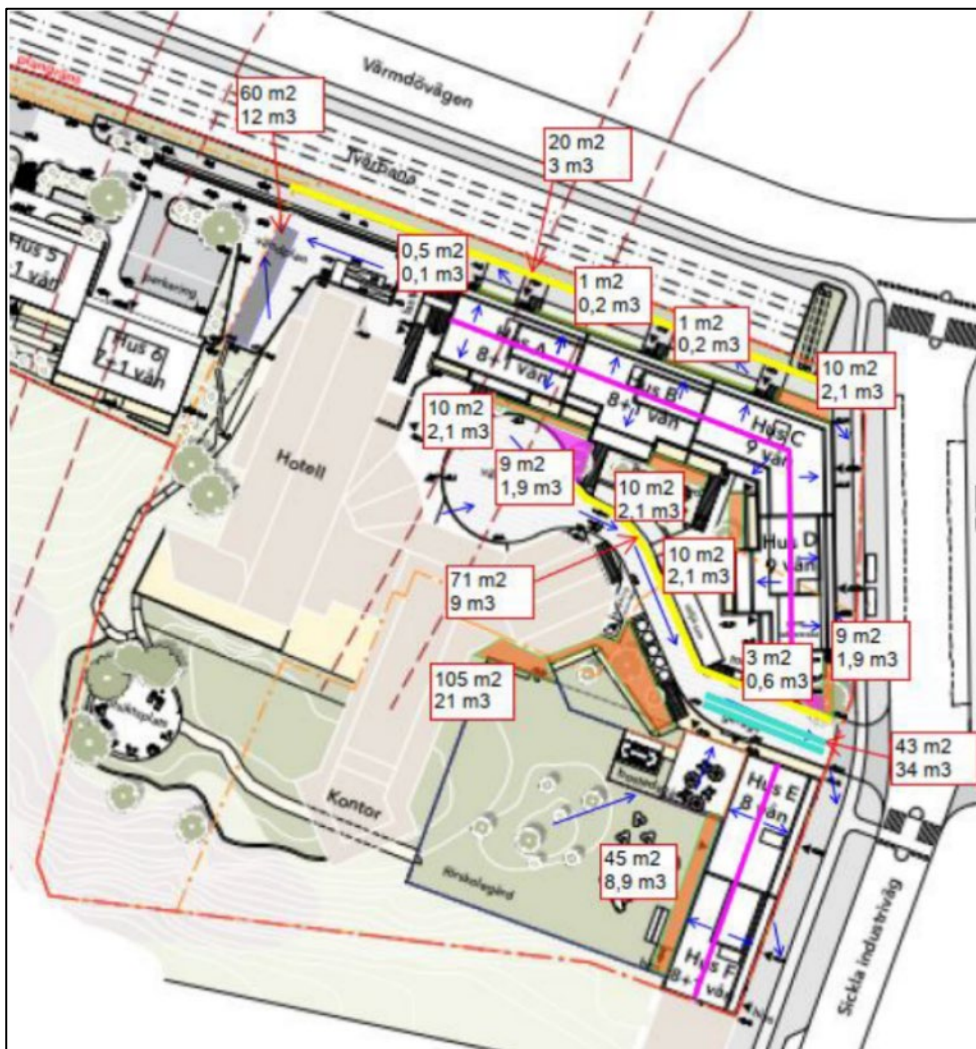 Värmdövägen
plangräns
60 m2
12 m3
20 m2
3 m3
Tvärbana
Hus 5
Hus 6
7+1 vån
parkering
0,5 m2
0,1 m3
1 m2
0,2 m3
1 m2
0,2 m3
10 m2
2,1 m3
Hus A
8+1 vån
Hus B
8+1 vån
Hus C
9 vån
Hotell
10 m2
2,1 m3
9 m2
1,9 m3
10 m2
2,1 m3
10 m2
2,1 m3
Hus D
9 vån
71 m2
9 m3
105 m2
21 m3
3 m2
0,6 m3
9 m2
1,9 m3
43 m2
34 m3
Kontor
Hus E
8 vån
förskolegård
45 m2
8,9 m3
Hus F
8+1 vån
Sickla industriväg